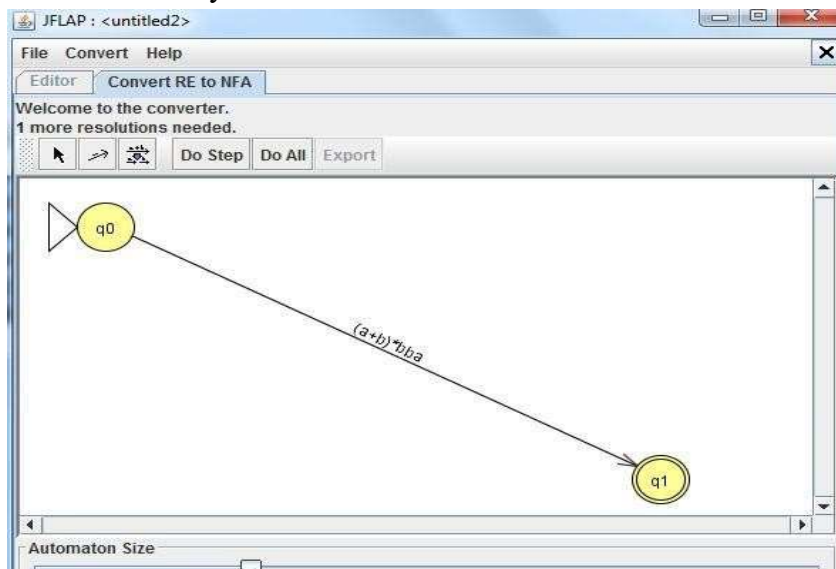 JFLAP : <untitled2>
File Convert Help
Editor Convert RE to NFA
Welcome to the converter.
1 more resolutions needed.
Do Step Do All Export
q0
(a+b)*bba
q1
Automaton Size